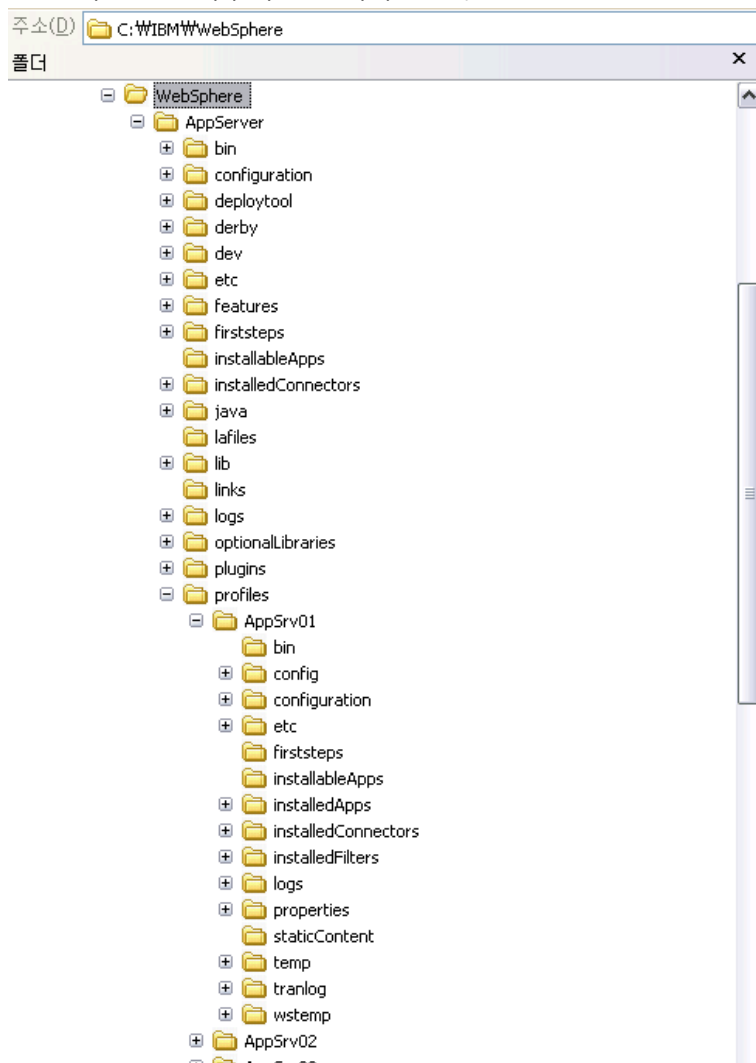 주소(D) C:₩IBM₩WebSphere
폴더
WebSphere
AppServer
bin
configuration
deploytool
derby
dev
etc
features
firststeps
installableApps
installedConnectors
java
lafiles
lib
links
logs
optionalLibraries
plugins
profiles
AppSrv01
bin
config
configuration
etc
firststeps
installableApps
installedApps
installedConnectors
installedFilters
logs
properties
staticContent
temp
tranlog
wstemp
AppSrv02